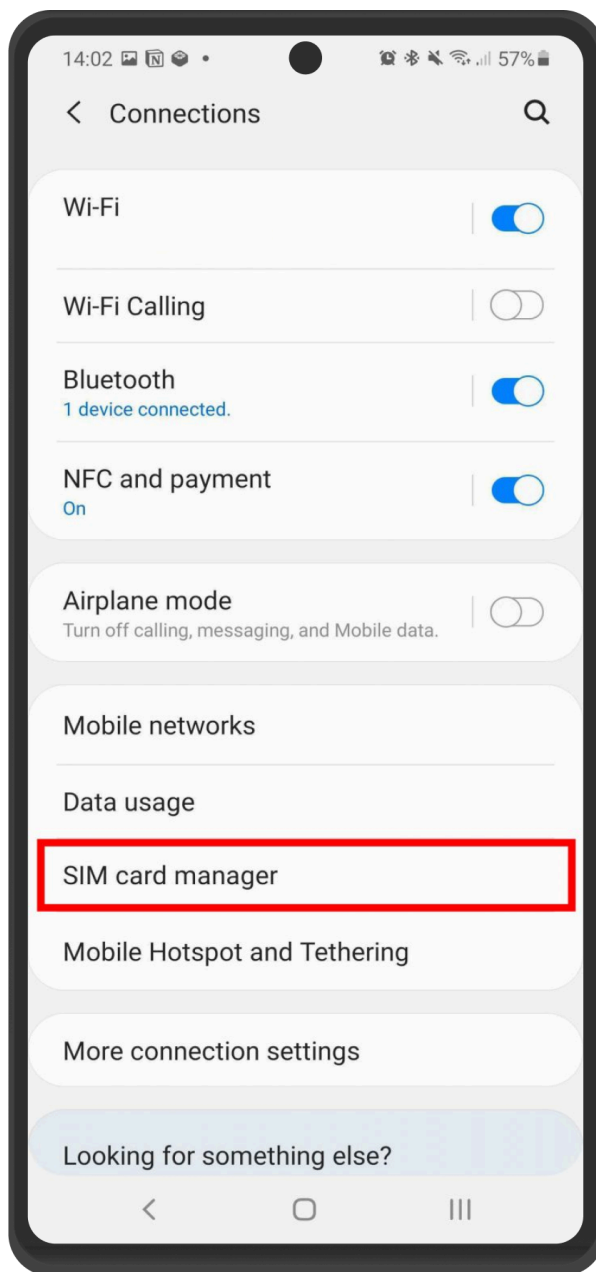 14:02 57%
Connections
Wi-Fi
Wi-Fi Calling
Bluetooth
1 device connected.
NFC and payment
On
Airplane mode
Turn off calling, messaging, and Mobile data.
Mobile networks
Data usage
SIM card manager
Mobile Hotspot and Tethering
More connection settings
Looking for something else?